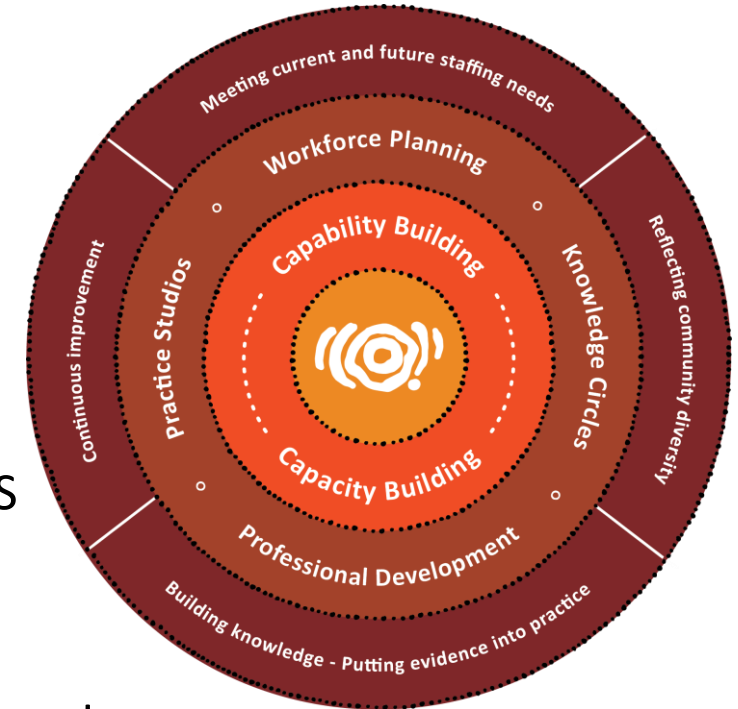 Meeting current and future staffing needs
Reflecting community diversity
Building knowledge - Putting evidence into practice
Continuous improvement
Workforce Planning
Knowledge Circles
Professional Development
Practice Studios
Capability Building
Capacity Building
s